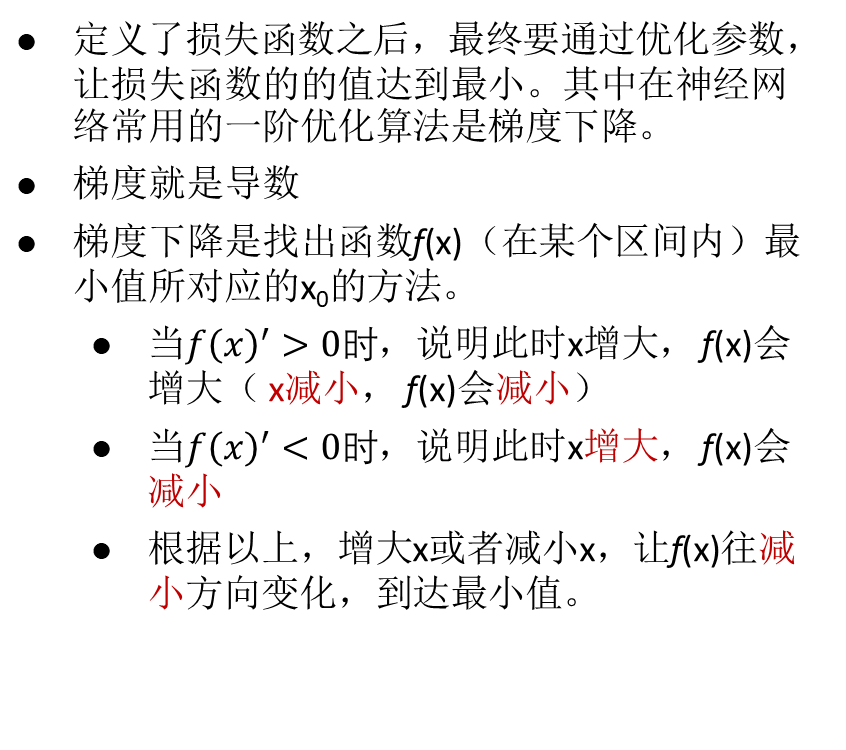 ● 定义了损失函数之后，最终要通过优化参数，
让损失函数的的值达到最小。其中在神经网
络常用的一阶优化算法是梯度下降。
● 梯度就是导数
● 梯度下降是找出函数f(x)（在某个区间内）最
小值所对应的x₀的方法。
● 当f(x)′ > 0时，说明此时x增大，f(x)会
增大（ x减小， f(x)会减小）
● 当f(x)′ < 0时，说明此时x增大，f(x)会
减小
● 根据以上，增大x或者减小x，让f(x)往减
小方向变化，到达最小值。